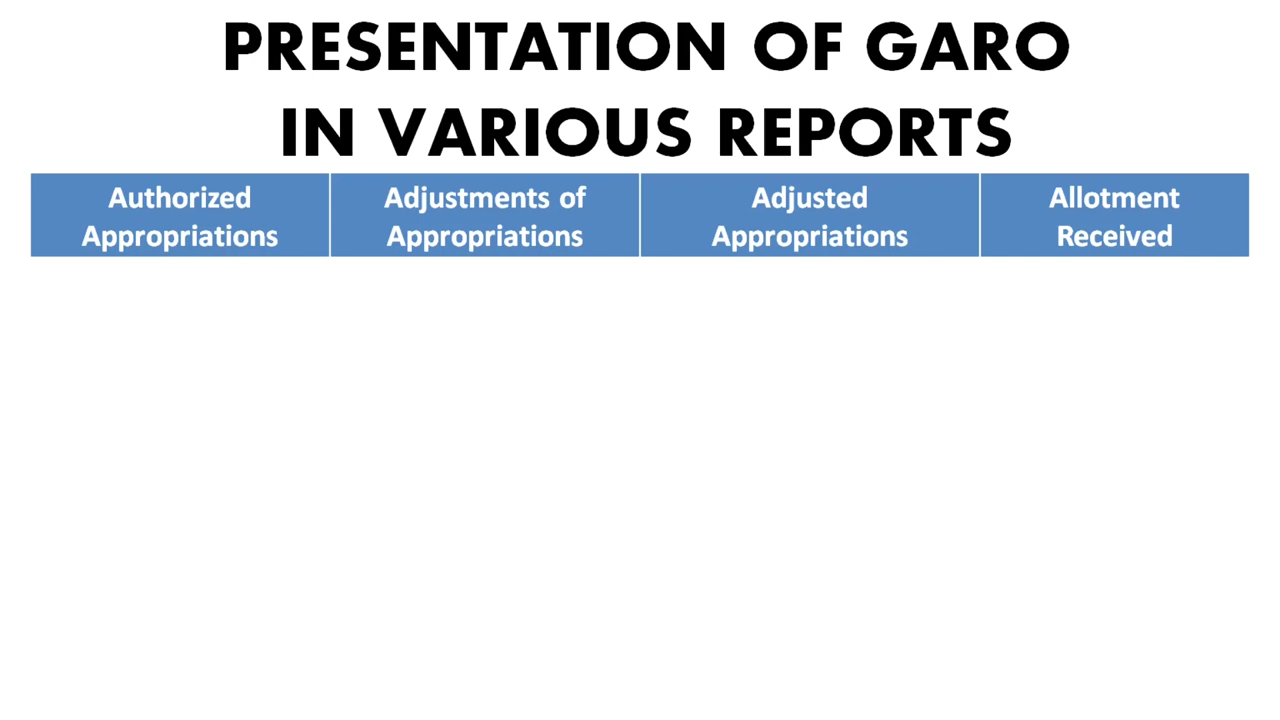 PRESENTATION OF GARO
IN VARIOUS REPORTS
Authorized Appropriations
Adjustments of Appropriations
Adjusted Appropriations
Allotment Received